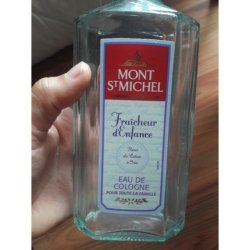 MONT
ST MICHEL
Fraîcheur
d'Enfance
EAU DE
COLOGNE
POUR TOUTE LA FAMILLE